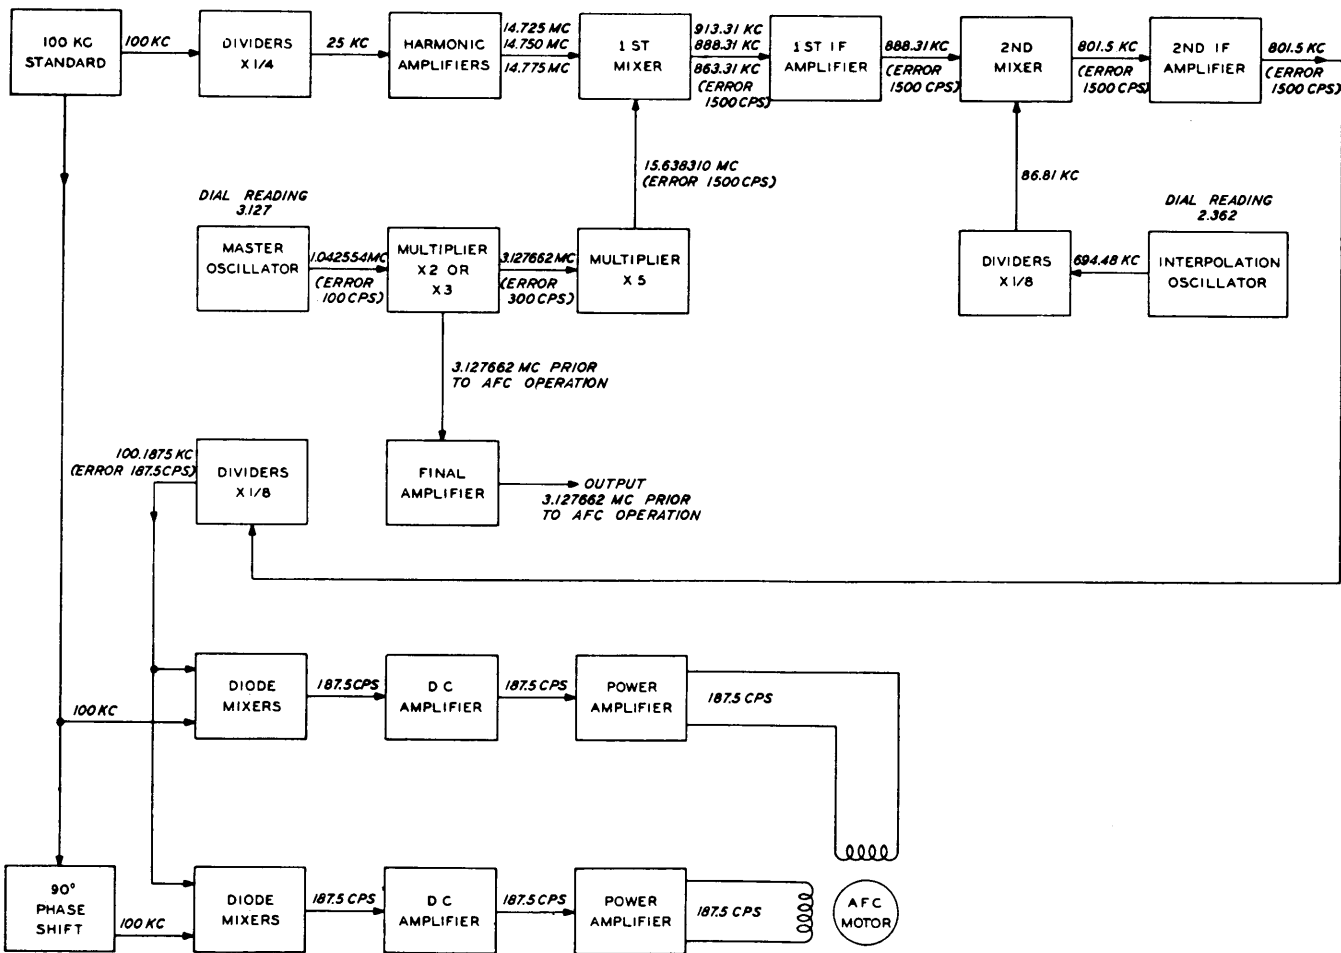 100 KC
STANDARD
100 KC
DIVIDERS
X 1/4
25 KC
HARMONIC
AMPLIFIERS
14.725 MC
14.750 MC
14.775 MC
1 ST
MIXER
913.31 KC
888.31 KC
863.31 KC
(ERROR
1500 CPS)
1 ST IF
AMPLIFIER
888.31 KC
(ERROR
1500 CPS)
2ND
MIXER
801.5 KC
(ERROR
1500 CPS)
2ND IF
AMPLIFIER
801.5 KC
(ERROR
1500 CPS)
15.638310 MC
(ERROR 1500 CPS)
86.81 KC
DIAL READING
3.127
MASTER
OSCILLATOR
1.042554 MC
(ERROR
100 CPS)
MULTIPLIER
X 2 OR
X 3
3.127662 MC
(ERROR
300 CPS)
MULTIPLIER
X 5
DIVIDERS
X 1/8
694.48 KC
DIAL READING
2.362
INTERPOLATION
OSCILLATOR
3.127662 MC PRIOR
TO AFC OPERATION
100.1875 KC
(ERROR 187.5 CPS)
DIVIDERS
X 1/8
FINAL
AMPLIFIER
OUTPUT
3.127662 MC PRIOR
TO AFC OPERATION
100 KC
DIODE
MIXERS
187.5 CPS
D C
AMPLIFIER
187.5 CPS
POWER
AMPLIFIER
187.5 CPS
90°
PHASE
SHIFT
100 KC
DIODE
MIXERS
187.5 CPS
D C
AMPLIFIER
187.5 CPS
POWER
AMPLIFIER
187.5 CPS
AFC
MOTOR